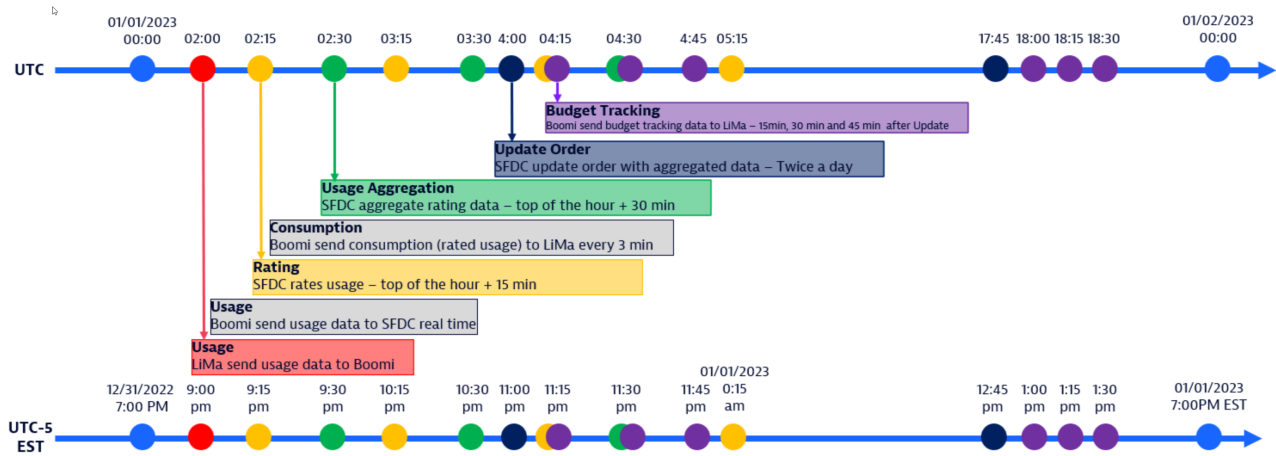 01/01/2023
00:00
02:00
02:15
02:30
03:15
03:30
4:00
04:15
04:30
4:45
05:15
17:45
18:00
18:15
18:30
01/02/2023
00:00
UTC
Budget Tracking
Boomi send budget tracking data to LiMa – 15min, 30 min and 45 min after Update
Update Order
SFDC update order with aggregated data – Twice a day
Usage Aggregation
SFDC aggregate rating data – top of the hour + 30 min
Consumption
Boomi send consumption (rated usage) to LiMa every 3 min
Rating
SFDC rates usage – top of the hour + 15 min
Usage
Boomi send usage data to SFDC real time
Usage
LiMa send usage data to Boomi
12/31/2022
7:00 PM
9:00
pm
9:15
pm
9:30
pm
10:15
pm
10:30
pm
11:00
pm
11:15
pm
11:30
pm
11:45
pm
01/01/2023
0:15
am
12:45
pm
1:00
pm
1:15
pm
1:30
pm
01/01/2023
7:00PM EST
UTC-5
EST